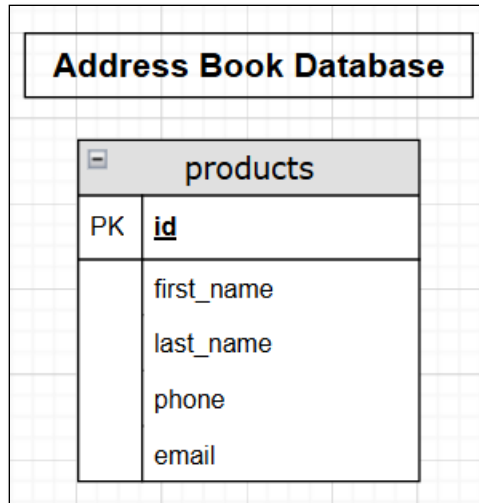 Address Book Database
products
PK id
first_name
last_name
phone
email